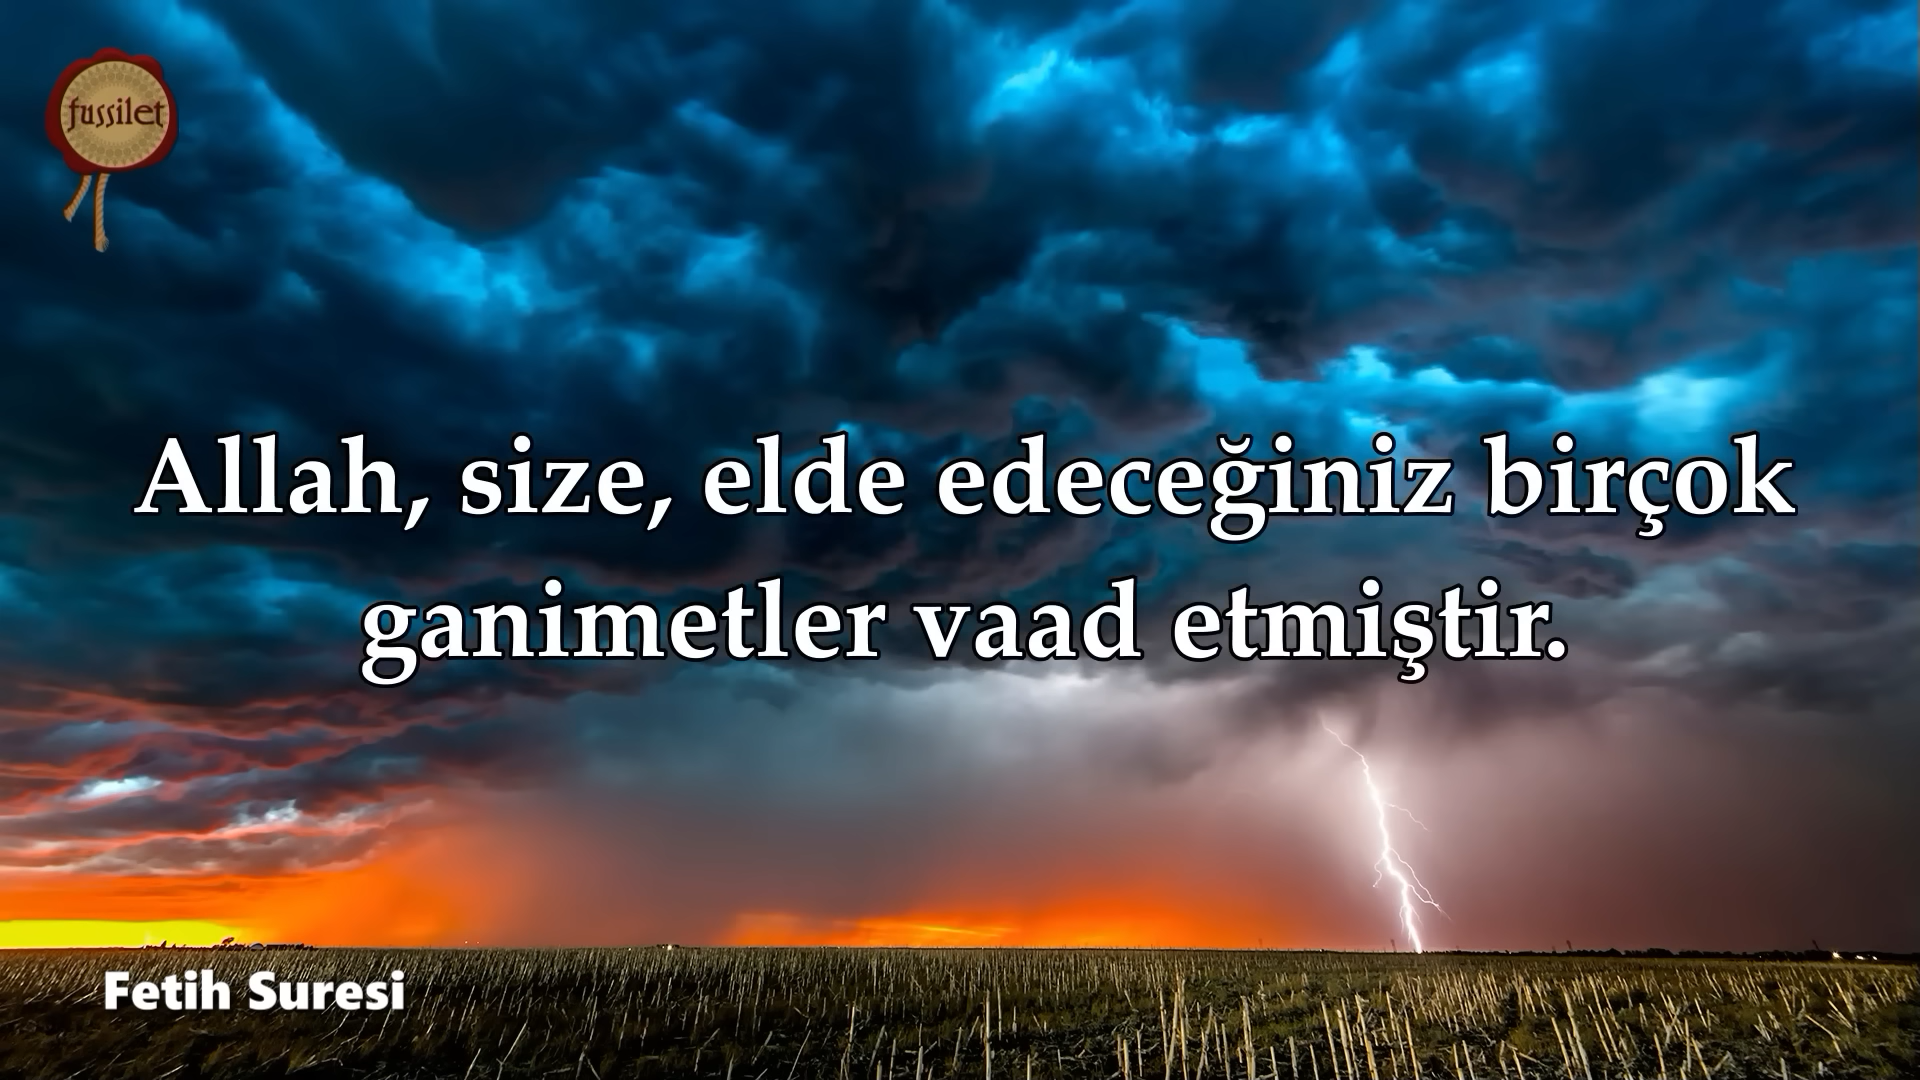 fussilet
Allah, size, elde edeceğiniz birçok
ganimetler vaad etmiştir.
Fetih Suresi